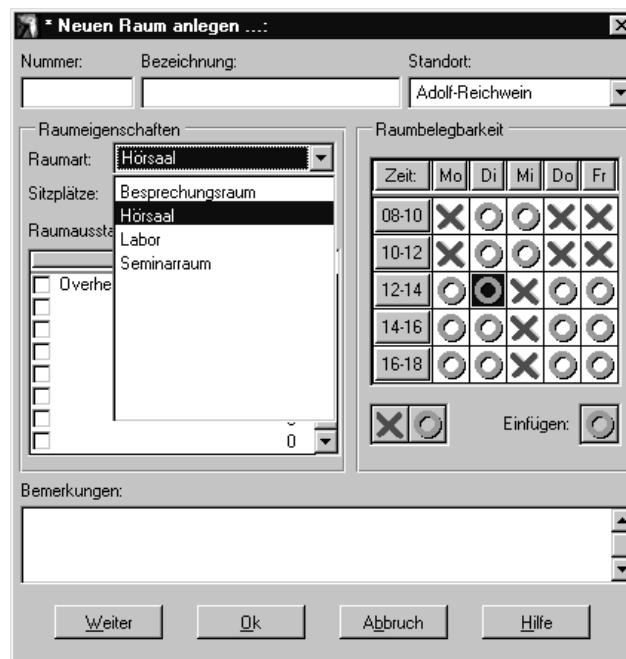 * Neuen Raum anlegen ...:
Nummer: Bezeichnung: Standort:
Adolf-Reichwein
Raumeigenschaften
Raumart: Hörsaal
Sitzplätze:
Besprechungsraum
Hörsaal
Labor
Seminarraum
Raumaussta
Overhe
0
Raumbelegbarkeit
Zeit: Mo Di Mi Do Fr
08-10
10-12
12-14
14-16
16-18
Einfügen:
Bemerkungen:
Weiter Ok Abbruch Hilfe